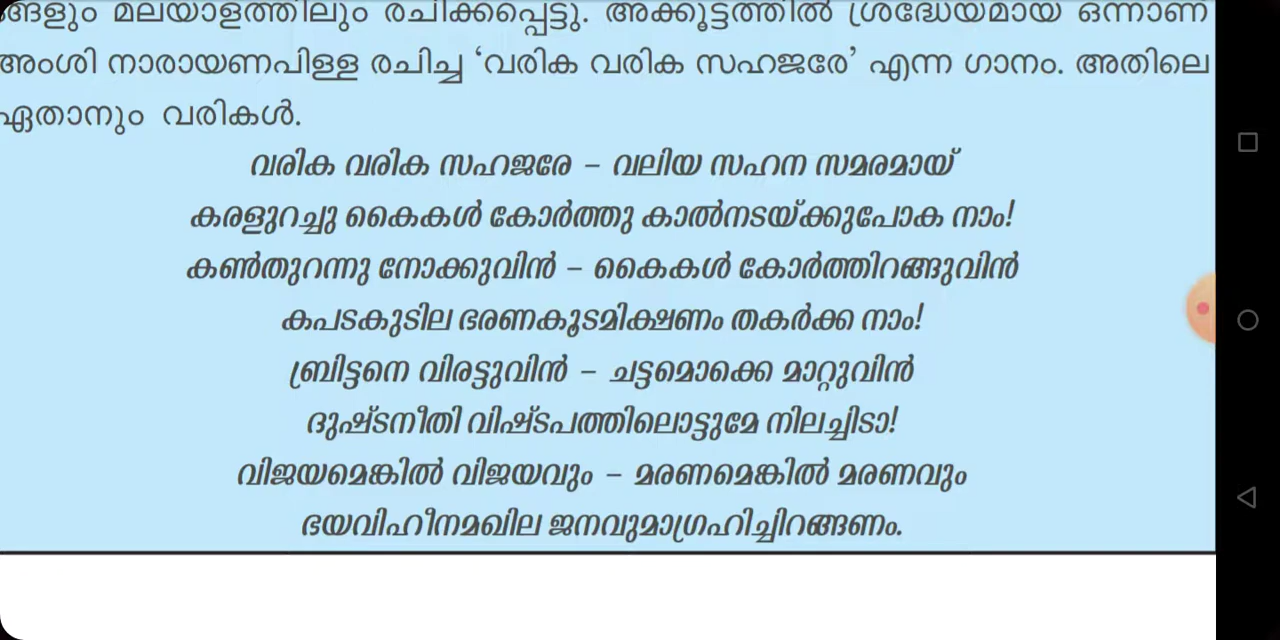 ങ്ങളും മലയാളത്തിലും രചിക്കപ്പെട്ടു. അക്കൂട്ടത്തിൽ ശ്രദ്ധേയമായ ഒന്നാണ്
അംശി നാരായണപിള്ള രചിച്ച ‘വരിക വരിക സഹജരേ’ എന്ന ഗാനം. അതിലെ
ഏതാനും വരികൾ.
വരിക വരിക സഹജരേ – വലിയ സഹന സമരമായ്
കരളുറച്ചു കൈകൾ കോർത്തു കാൽനടയ്ക്കുപോക നാം!
കൺതുറന്നു നോക്കുവിൻ – കൈകൾ കോർത്തിറങ്ങുവിൻ
കപടകുടില ഭരണകൂടമിക്ഷണം തകർക്ക നാം!
ബ്രിട്ടനെ വിരട്ടുവിൻ – ചട്ടമൊക്കെ മാറ്റുവിൻ
ദുഷ്ടനീതി വിഷ്ടപത്തിലൊട്ടുമേ നിലച്ചിടാ!
വിജയമെങ്കിൽ വിജയവും – മരണമെങ്കിൽ മരണവും
ഭയവിഹീനമഖില ജനവുമാഗ്രഹിച്ചിറങ്ങണം.